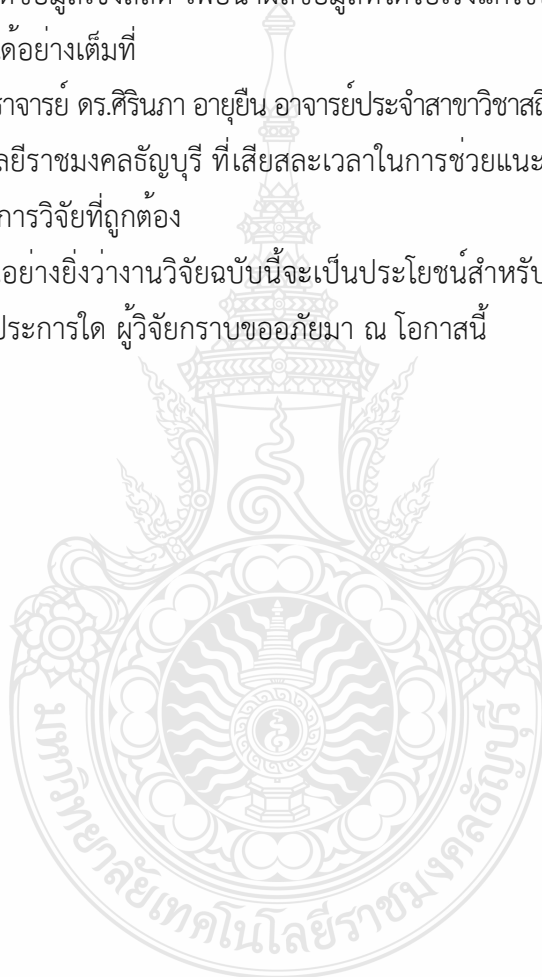 ได้อย่างเต็มที่
ราจารย์ ดร.ศิรินภา อายุยืน อาจารย์ประจำสาขาวิชาสถิ
ลยีราชมงคลธัญบุรี ที่เสียสละเวลาในการช่วยแนะ
การวิจัยที่ถูกต้อง
อย่างยิ่งว่างานวิจัยฉบับนี้จะเป็นประโยชน์สำหรับ
ประการใด ผู้วิจัยกราบขออภัยมา ณ โอกาสนี้
มหาวิทยาลัยเทคโนโลยีราชมงคลธัญบุรี